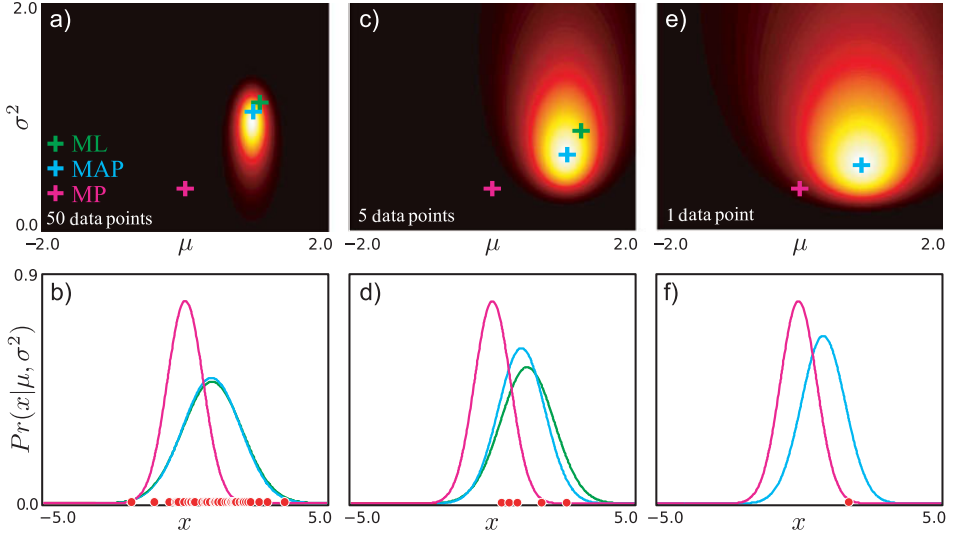 a)
2.0
σ²
ML
MAP
MP
50 data points
0.0
−2.0
μ
2.0
c)
5 data points
−2.0
μ
2.0
e)
1 data point
−2.0
μ
2.0
b)
0.9
Pr(x|μ, σ²)
0.0
−5.0
x
5.0
d)
−5.0
x
5.0
f)
−5.0
x
5.0